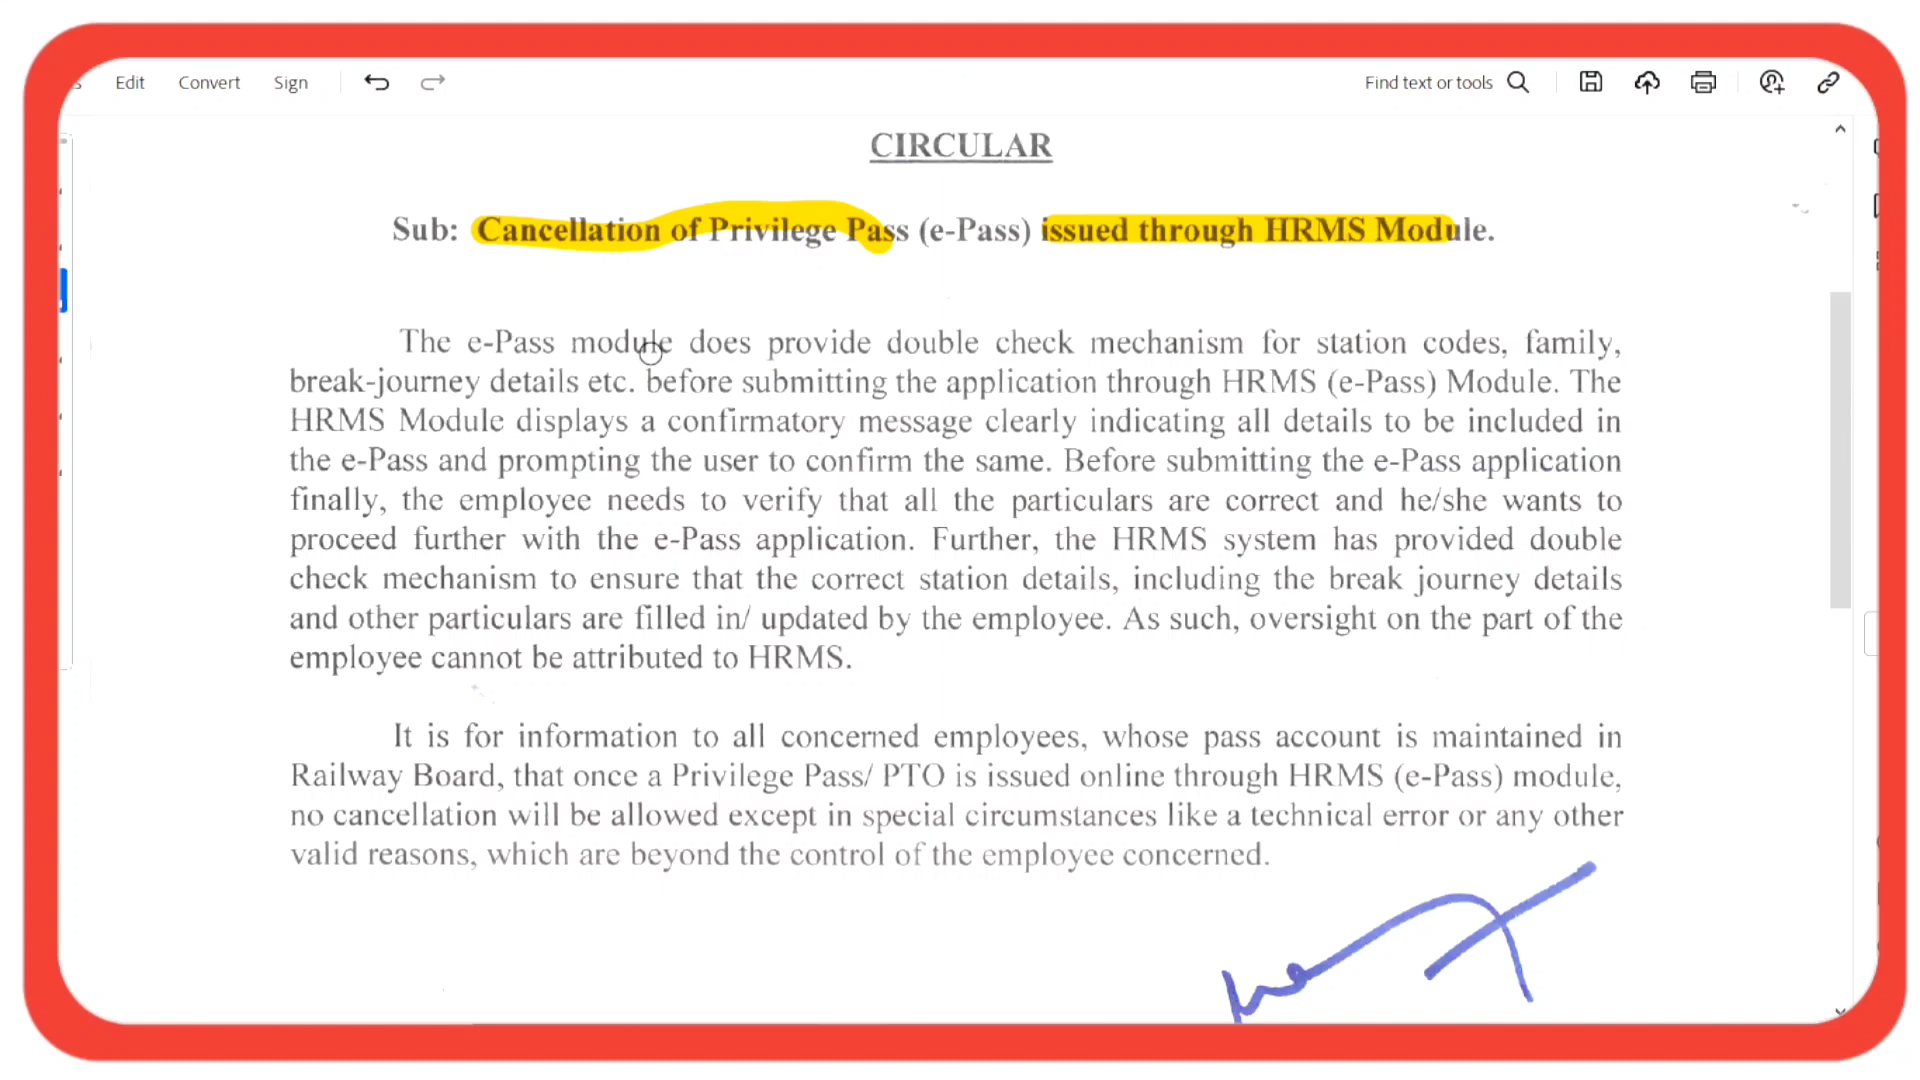 Edit Convert Sign Find text or tools
CIRCULAR
Sub: Cancellation of Privilege Pass (e-Pass) issued through HRMS Module.
The e-Pass module does provide double check mechanism for station codes, family,
break-journey details etc. before submitting the application through HRMS (e-Pass) Module. The
HRMS Module displays a confirmatory message clearly indicating all details to be included in
the e-Pass and prompting the user to confirm the same. Before submitting the e-Pass application
finally, the employee needs to verify that all the particulars are correct and he/she wants to
proceed further with the e-Pass application. Further, the HRMS system has provided double
check mechanism to ensure that the correct station details, including the break journey details
and other particulars are filled in/ updated by the employee. As such, oversight on the part of the
employee cannot be attributed to HRMS.
It is for information to all concerned employees, whose pass account is maintained in
Railway Board, that once a Privilege Pass/ PTO is issued online through HRMS (e-Pass) module,
no cancellation will be allowed except in special circumstances like a technical error or any other
valid reasons, which are beyond the control of the employee concerned.